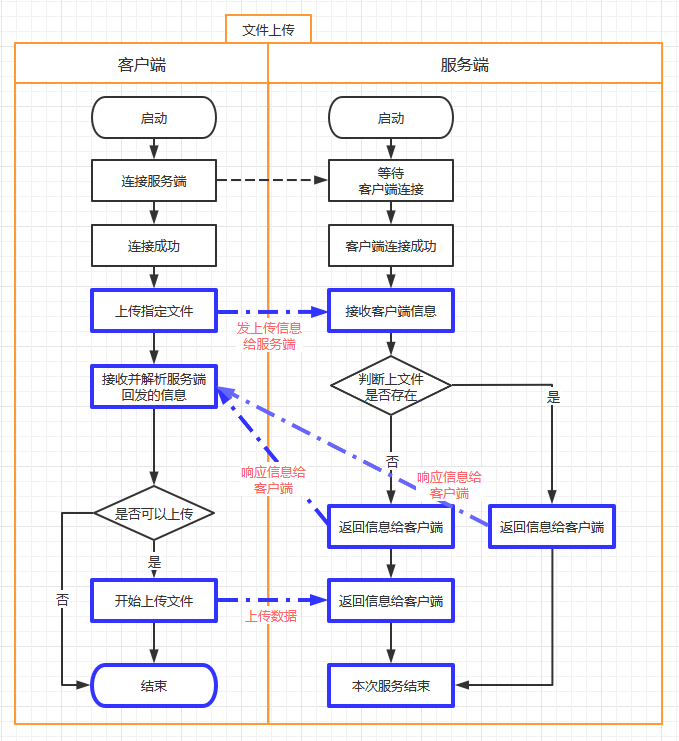 文件上传
客户端
服务端
启动
启动
连接服务端
等待
客户端连接
连接成功
客户端连接成功
上传指定文件
发上传信息
给服务端
接收客户端信息
接收并解析服务端
回发的信息
判断上文件
是否存在
是
否
响应信息给
客户端
响应信息给
客户端
是否可以上传
返回信息给客户端
返回信息给客户端
是
否
开始上传文件
上传数据
返回信息给客户端
结束
本次服务结束